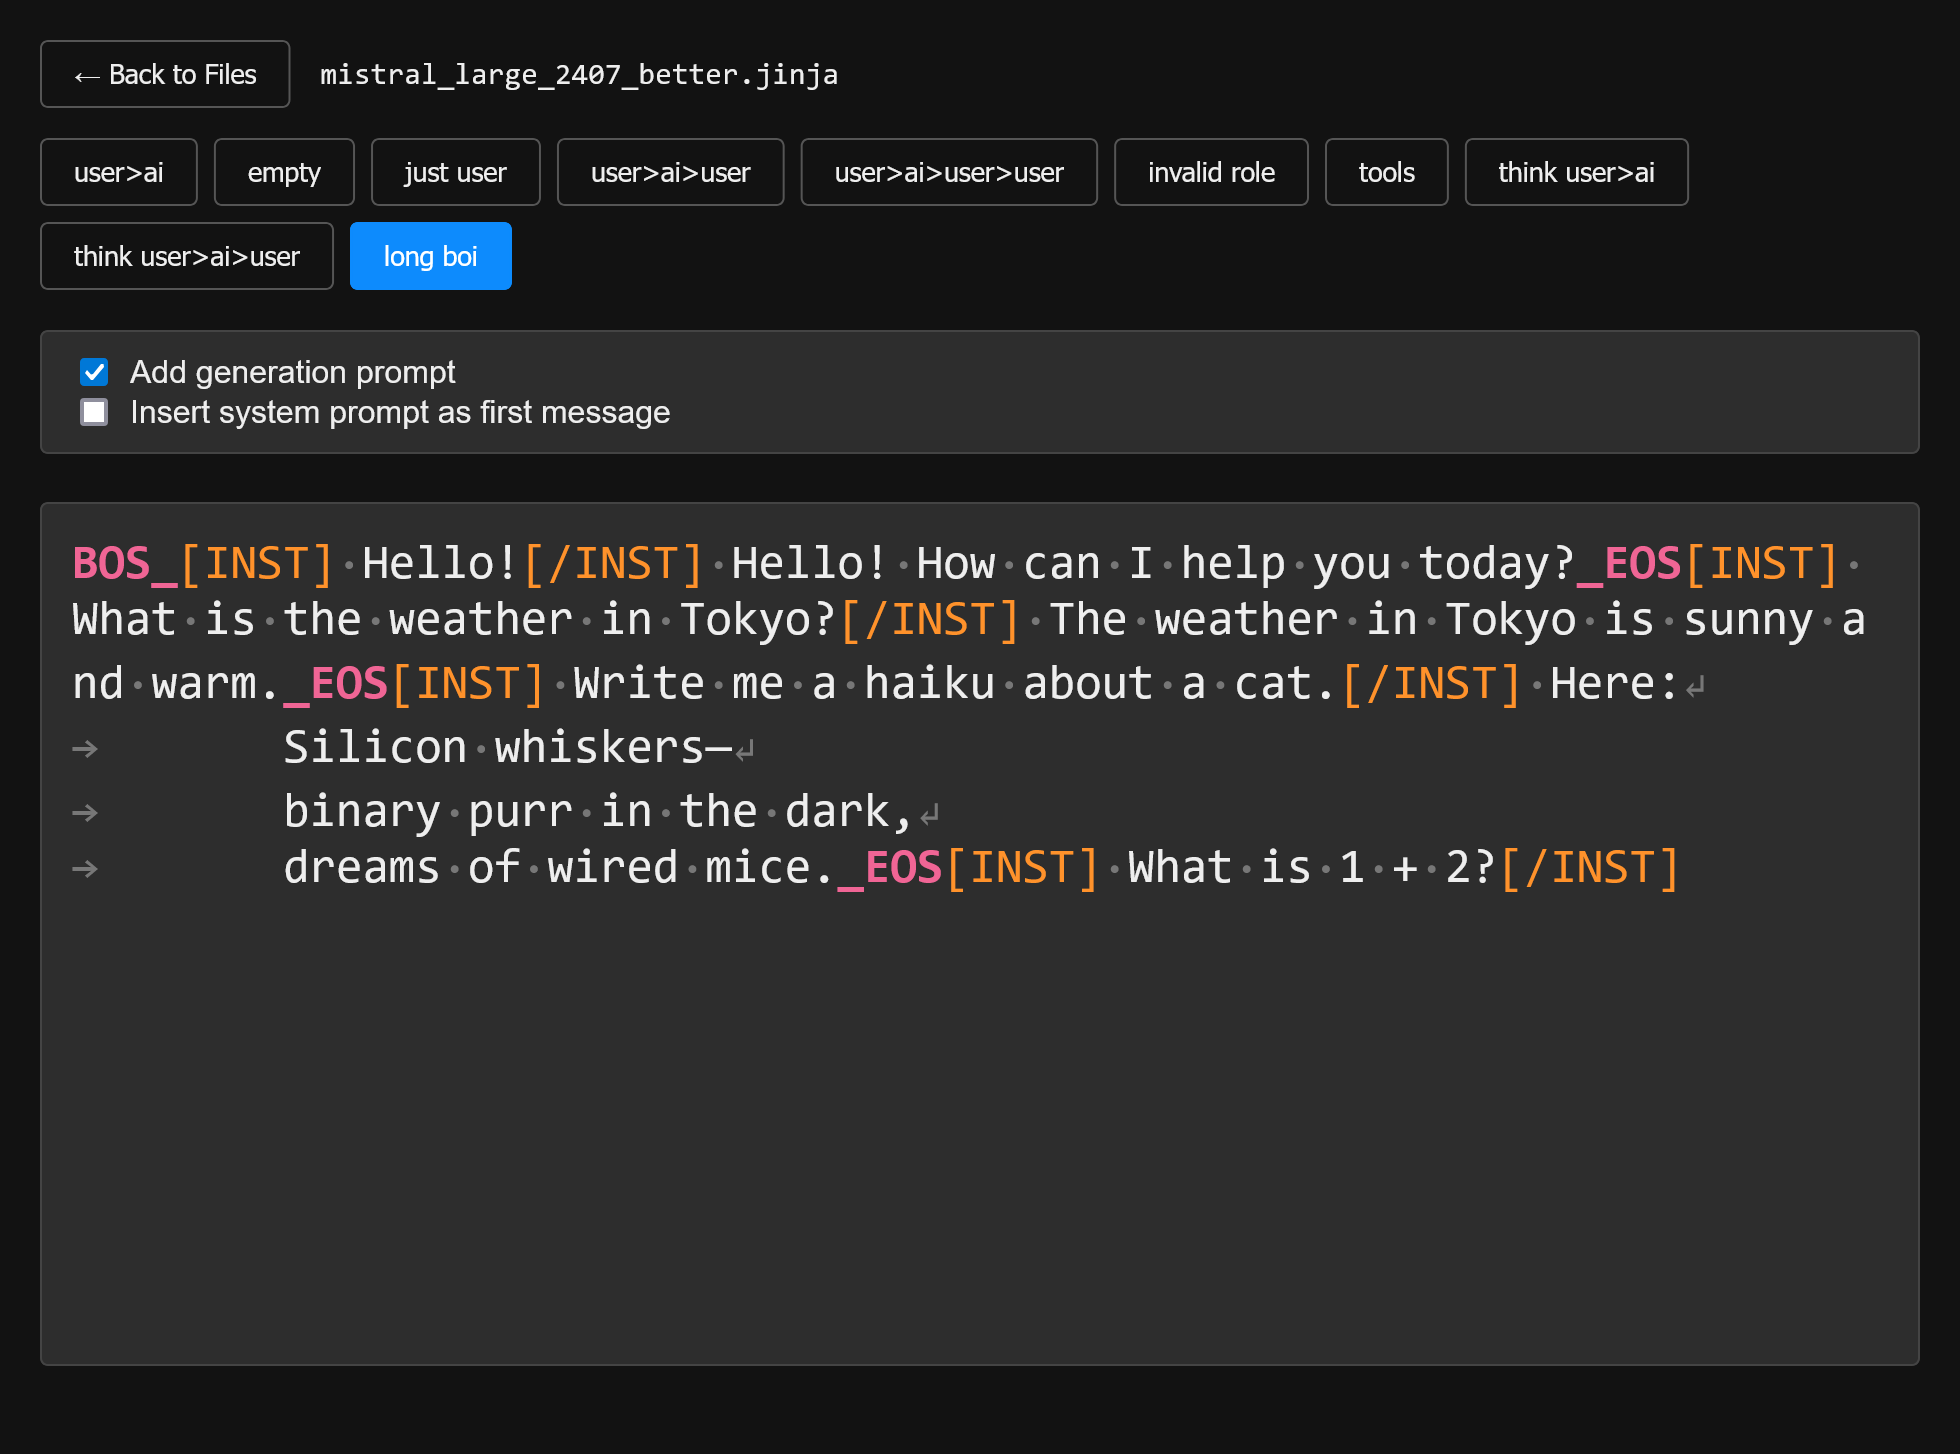 ← Back to Files mistral_large_2407_better.jinja
user>ai empty just user user>ai>user user>ai>user>user invalid role tools think user>ai
think user>ai>user long boi
Add generation prompt
Insert system prompt as first message
BOS_[INST]·Hello![/INST]·Hello!·How·can·I·help·you·today?_EOS[INST]·
What·is·the·weather·in·Tokyo?[/INST]·The·weather·in·Tokyo·is·sunny·a
nd·warm._EOS[INST]·Write·me·a·haiku·about·a·cat.[/INST]·Here:↵
→ Silicon·whiskers—↵
→ binary·purr·in·the·dark,↵
→ dreams·of·wired·mice._EOS[INST]·What·is·1·+·2?[/INST]